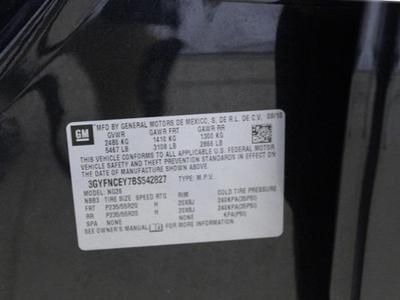 GM MFD BY GENERAL MOTORS DE MEXICO, S. DE R.L. DE C.V. 09/10
GVWR GAWR FRT GAWR RR
2480 KG 1410 KG 1300 KG
5467 LB 3108 LB 2866 LB
THIS VEHICLE CONFORMS TO ALL APPLICABLE U.S. FEDERAL MOTOR
VEHICLE SAFETY AND THEFT PREVENTION STANDARDS IN EFFECT ON THE
DATE OF MANUFACTURE SHOWN ABOVE.
3GYFNCEY7BS542827 TYPE: M.P.V.
MODEL: NG26
TIRE SIZE SPEED RTG RIM COLD TIRE PRESSURE
FRT P235/55R20 H 20X8J 240KPA(35PSI)
RR P235/55R20 H 20X8J 240KPA(35PSI)
SPA NONE NONE KPA(PSI)
SEE OWNER'S MANUAL